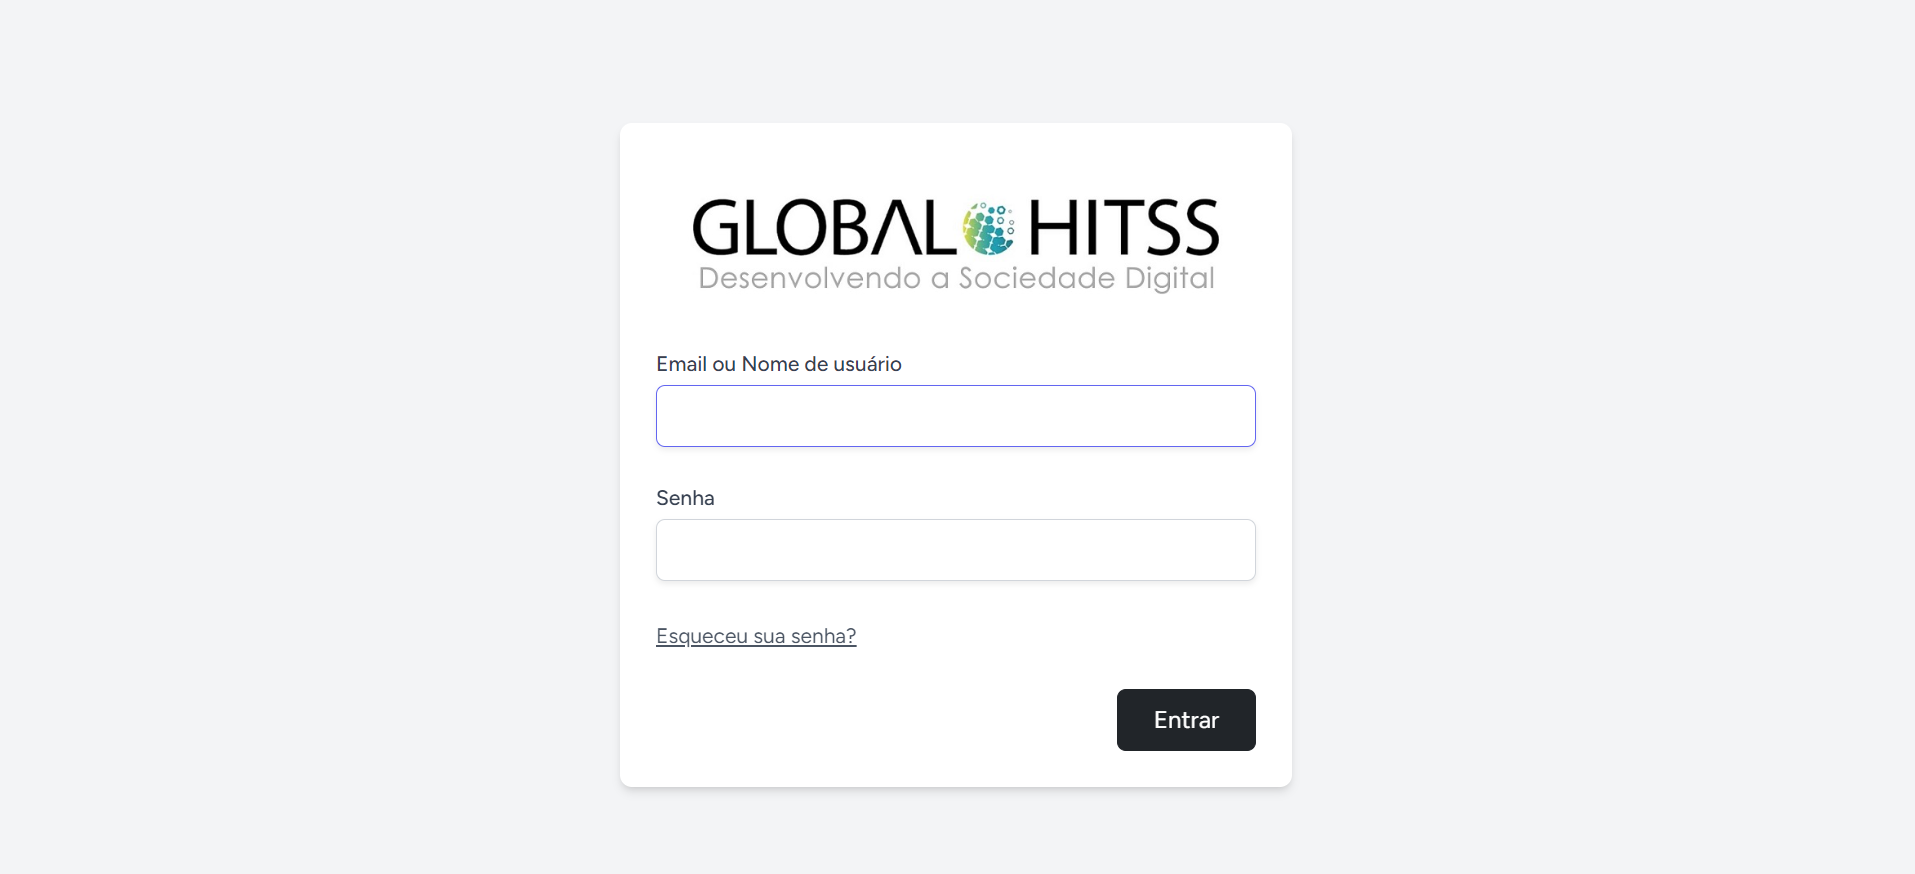 GLOBAL HITSS
Desenvolvendo a Sociedade Digital
Email ou Nome de usuário
Senha
Esqueceu sua senha?
Entrar